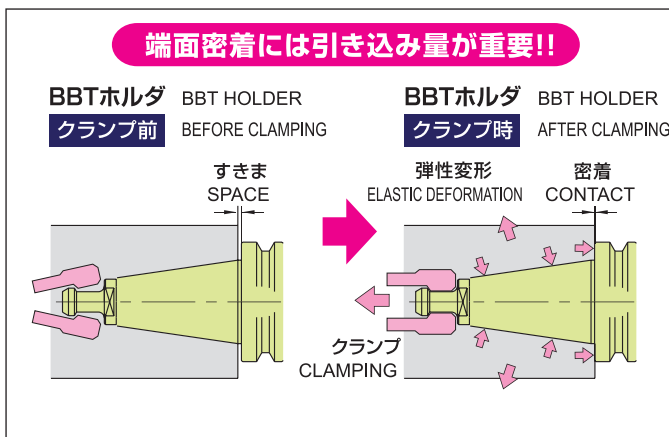 端面密着には引き込み量が重要!!
BBTホルダ BBT HOLDER
クランプ前 BEFORE CLAMPING
すきま
SPACE
BBTホルダ BBT HOLDER
クランプ時 AFTER CLAMPING
弾性変形
ELASTIC DEFORMATION
密着
CONTACT
クランプ
CLAMPING